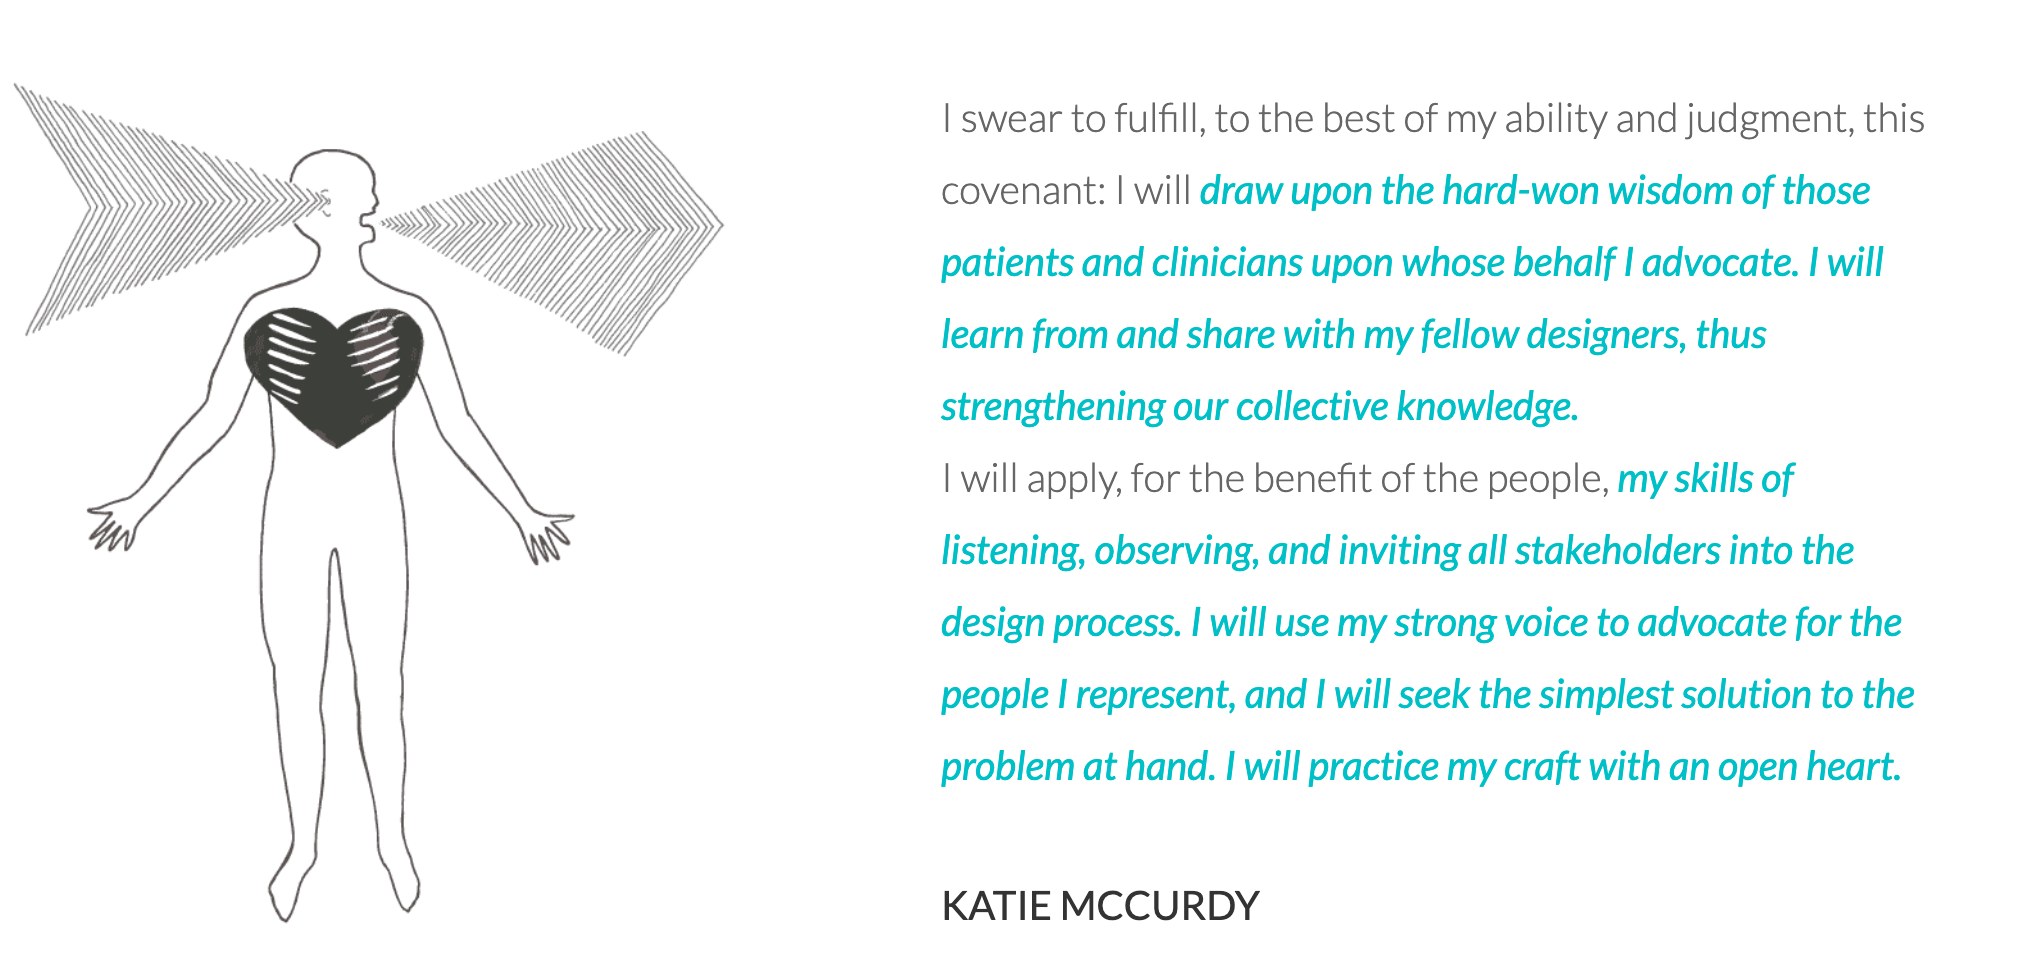 I swear to fulfill, to the best of my ability and judgment, this
covenant: I will draw upon the hard-won wisdom of those
patients and clinicians upon whose behalf I advocate. I will
learn from and share with my fellow designers, thus
strengthening our collective knowledge.
I will apply, for the benefit of the people, my skills of
listening, observing, and inviting all stakeholders into the
design process. I will use my strong voice to advocate for the
people I represent, and I will seek the simplest solution to the
problem at hand. I will practice my craft with an open heart.
KATIE MCCURDY